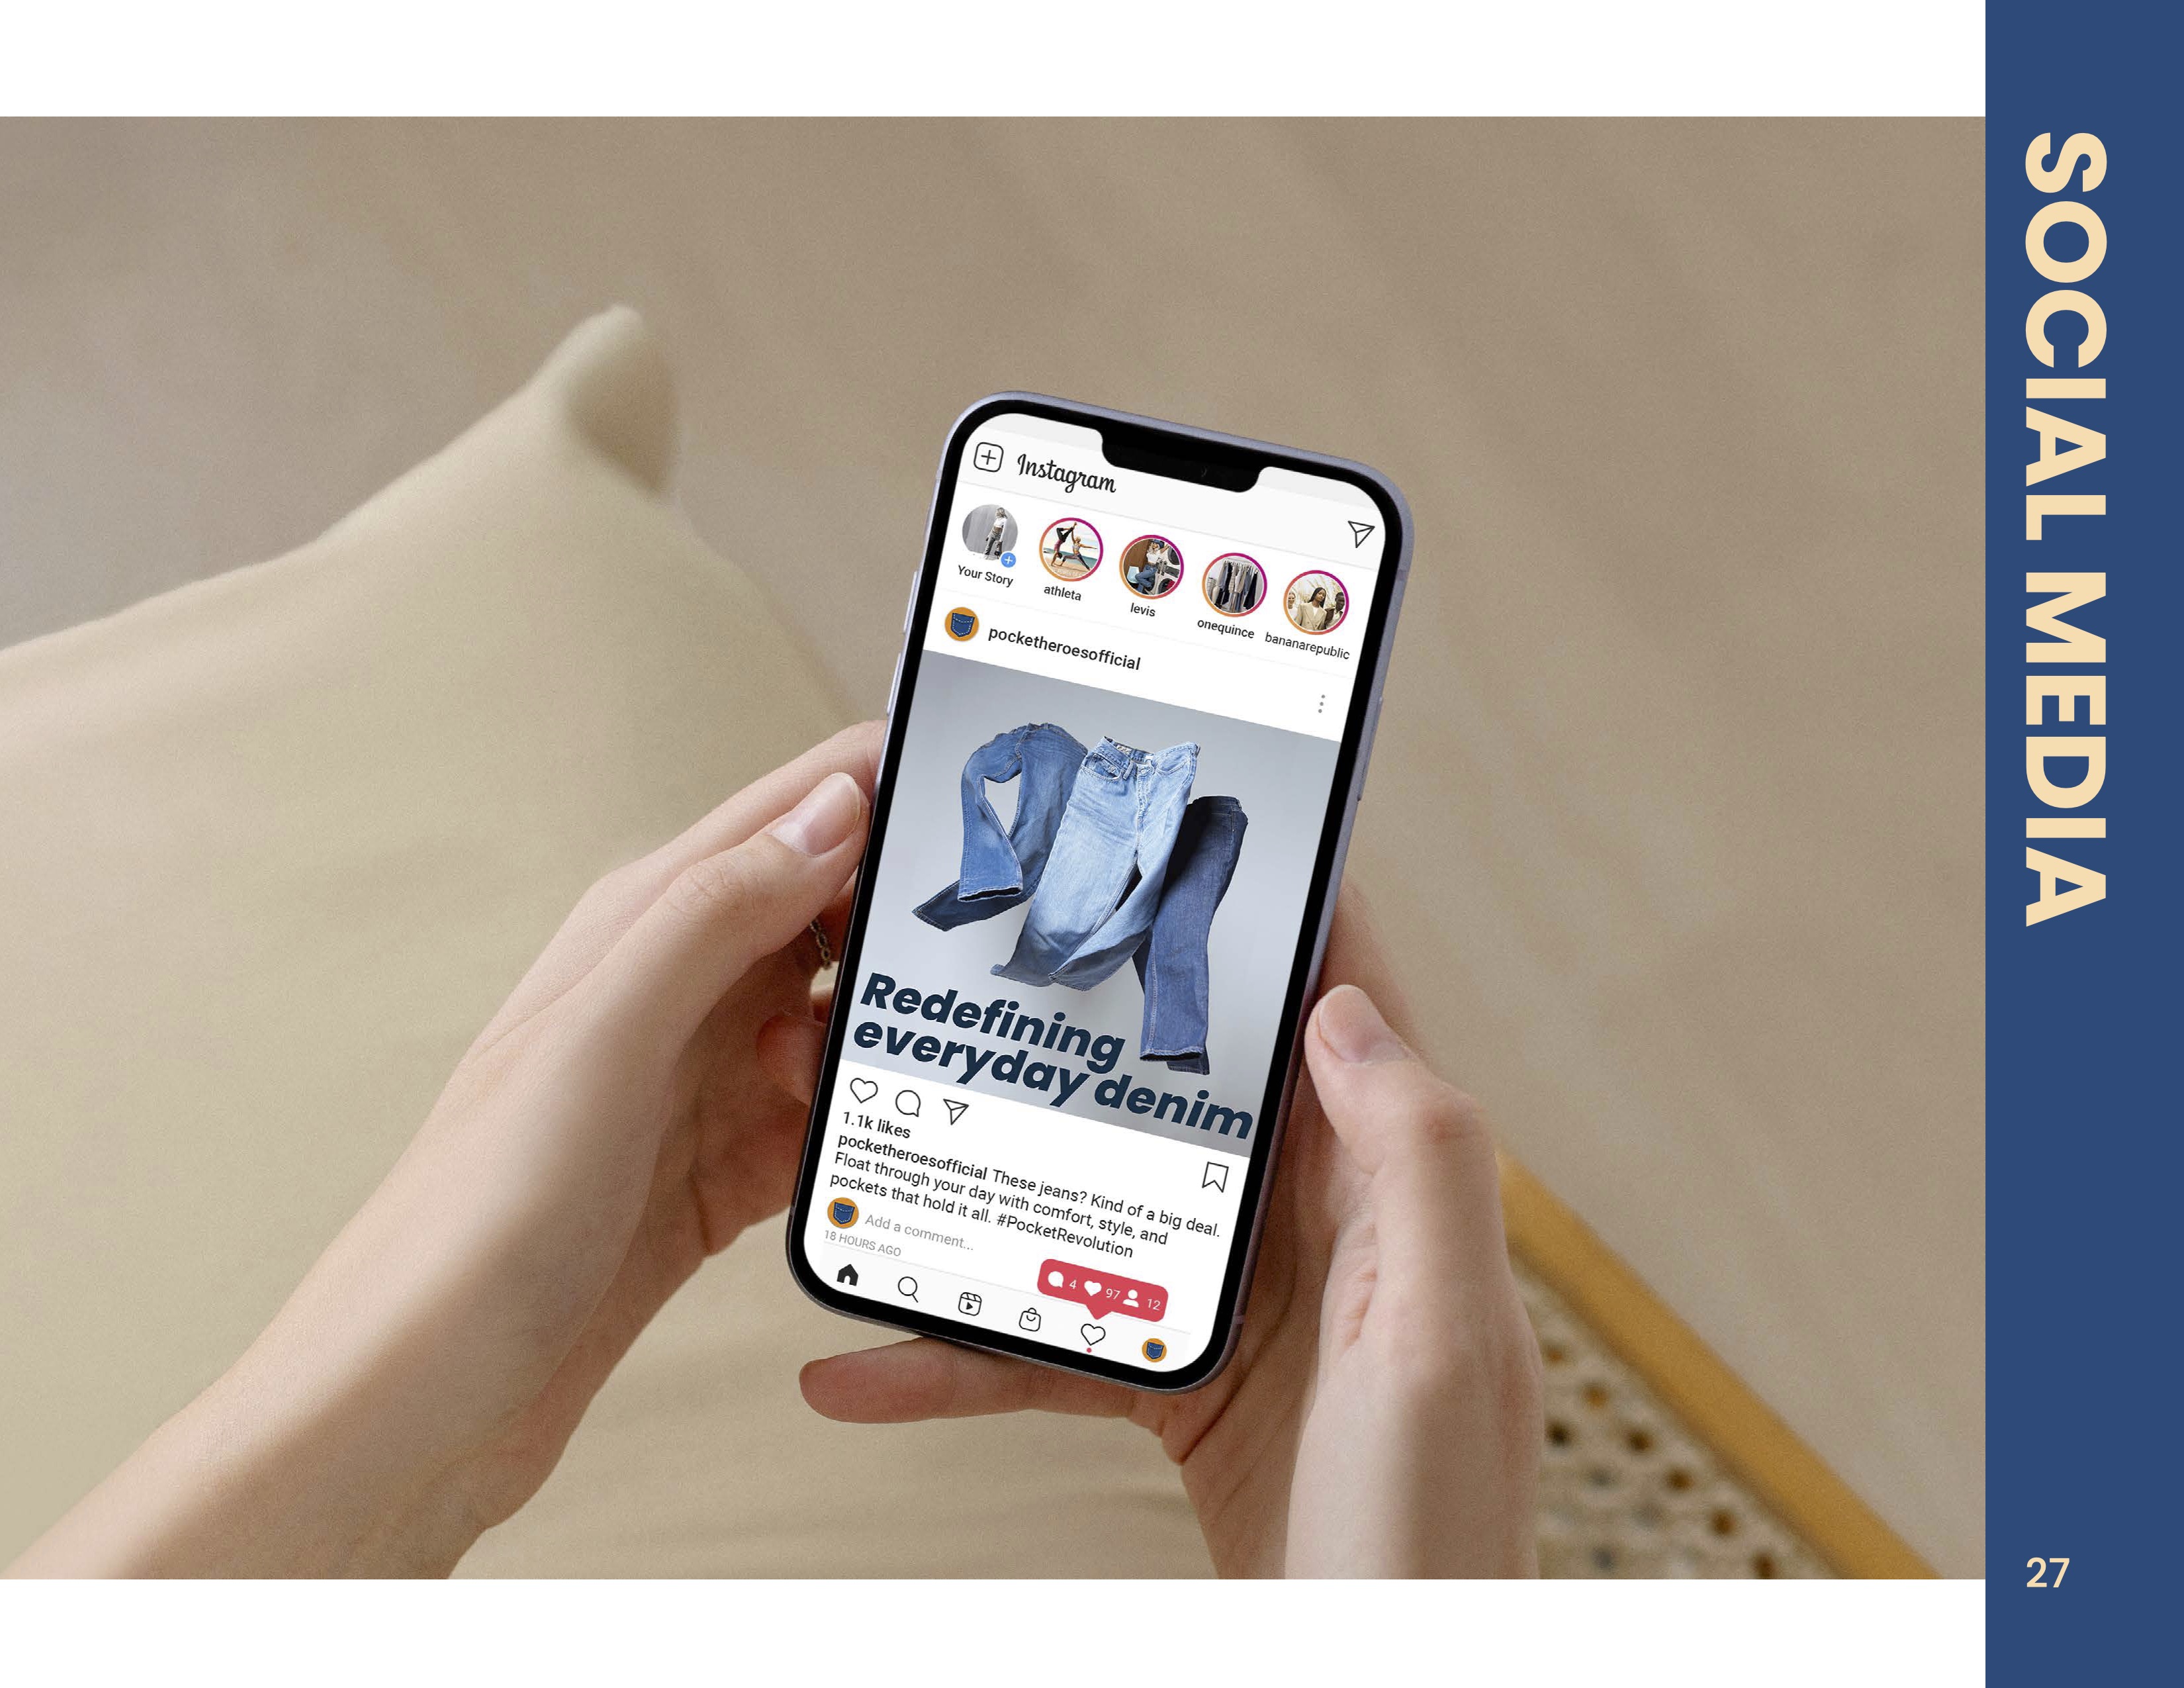 Instagram
Your Story
athleta
levis
onequince
bananarepublic
pocketheroesofficial
Redefining
everyday denim
1.1k likes
pocketheroesofficial These jeans? Kind of a big deal.
Float through your day with comfort, style, and
pockets that hold it all. #PocketRevolution
Add a comment...
18 HOURS AGO
4 97 12
SOCIAL MEDIA
27